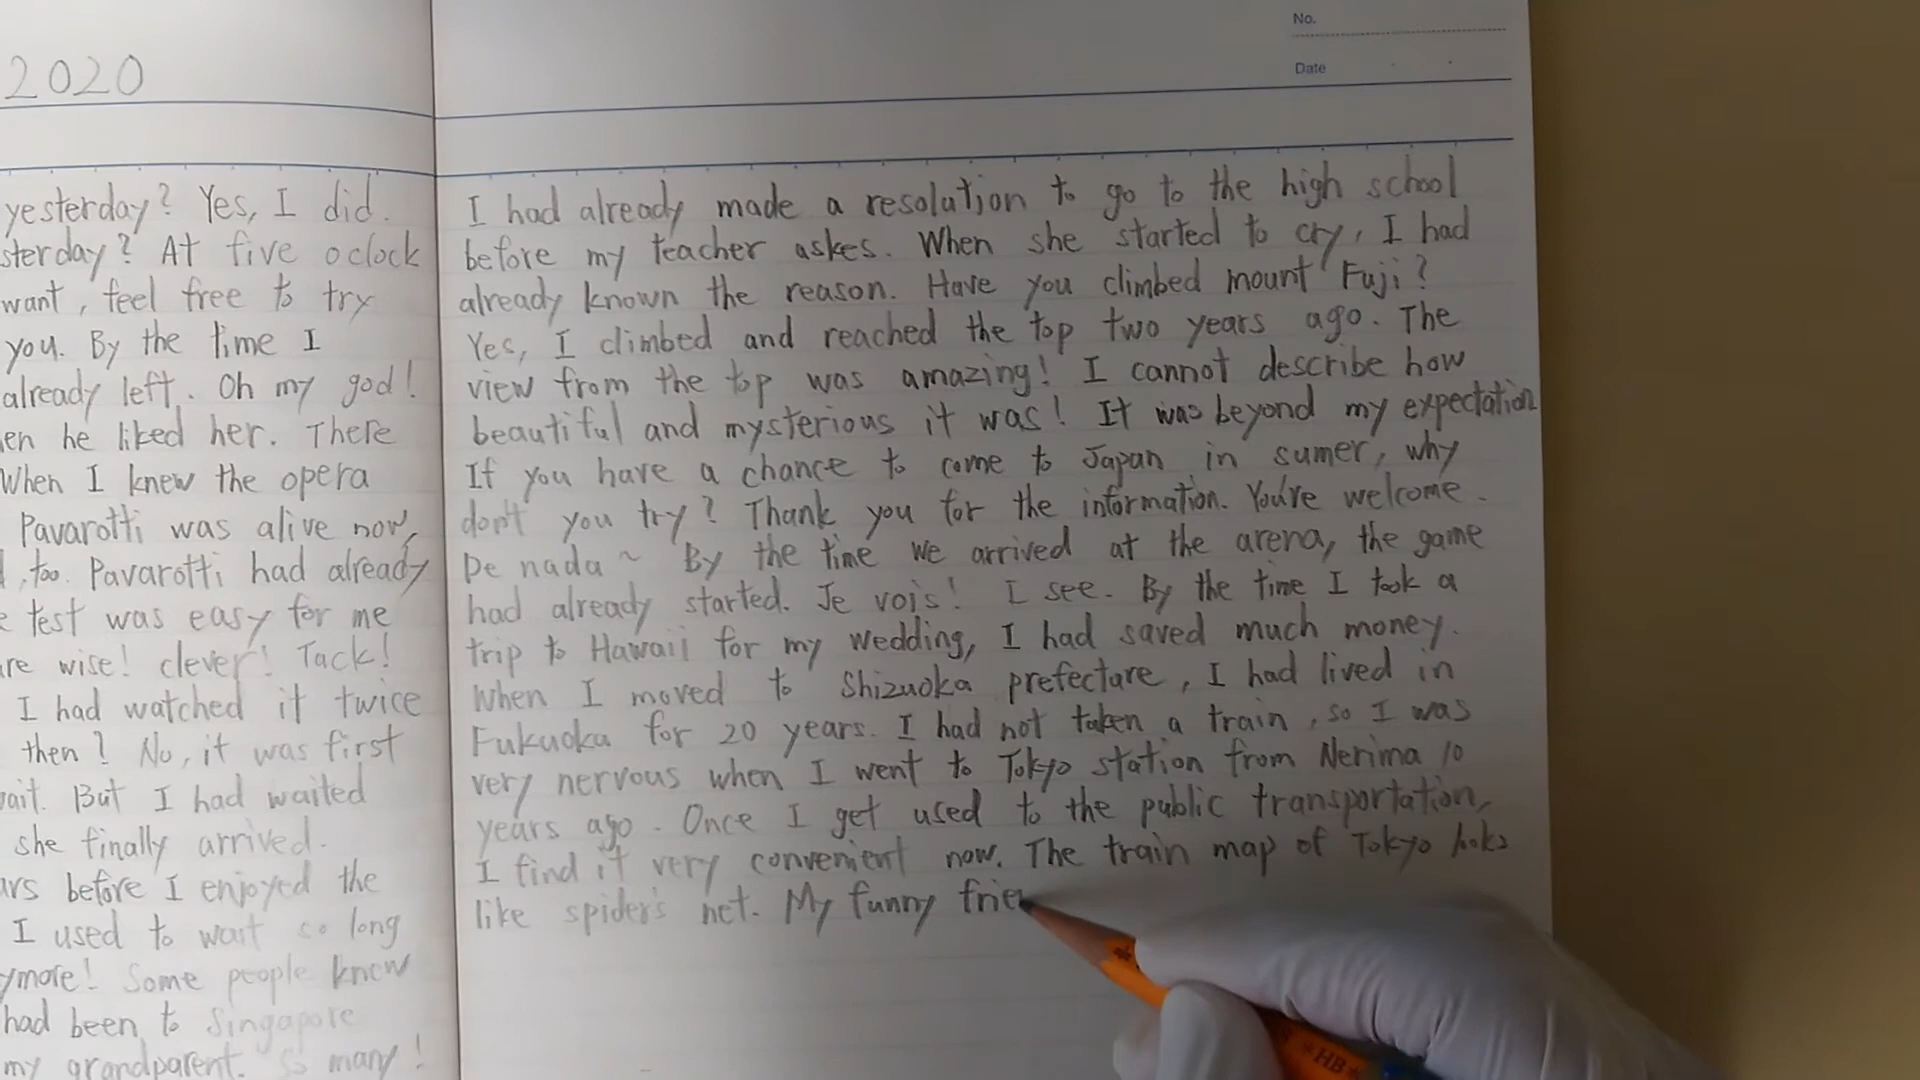 2020
yesterday? Yes, I did.
sterday? At five oclock
want, feel free to try
you. By the time I
already left. Oh my god!
en he liked her. There
When I knew the opera
Pavarotti was alive now,
, too. Pavarotti had already
e test was easy for me
re wise! clever! Tack!
I had watched it twice
then? No, it was first
ait. But I had waited
she finally arrived.
ars before I enjoyed the
I used to wait so long
ymore! Some people know
had been to Singapore
my grandparent. So many!
No.
Date
I had already made a resolution to go to the high school
before my teacher askes. When she started to cry, I had
already known the reason. Have you climbed mount Fuji?
Yes, I climbed and reached the top two years ago. The
view from the top was amazing! I cannot describe how
beautiful and mysterious it was! It was beyond my expectation
If you have a chance to come to Japan in sumer, why
don't you try? Thank you for the information. You're welcome.
De nada ~ By the time we arrived at the arena, the game
had already started. Je vois! I see. By the time I took a
trip to Hawaii for my wedding, I had saved much money.
When I moved to Shizuoka prefecture, I had lived in
Fukuoka for 20 years. I had not taken a train, so I was
very nervous when I went to Tokyo station from Nerima 10
years ago. Once I get used to the public transportation,
I find it very convenient now. The train map of Tokyo
like spider's net. My funny frie
HB